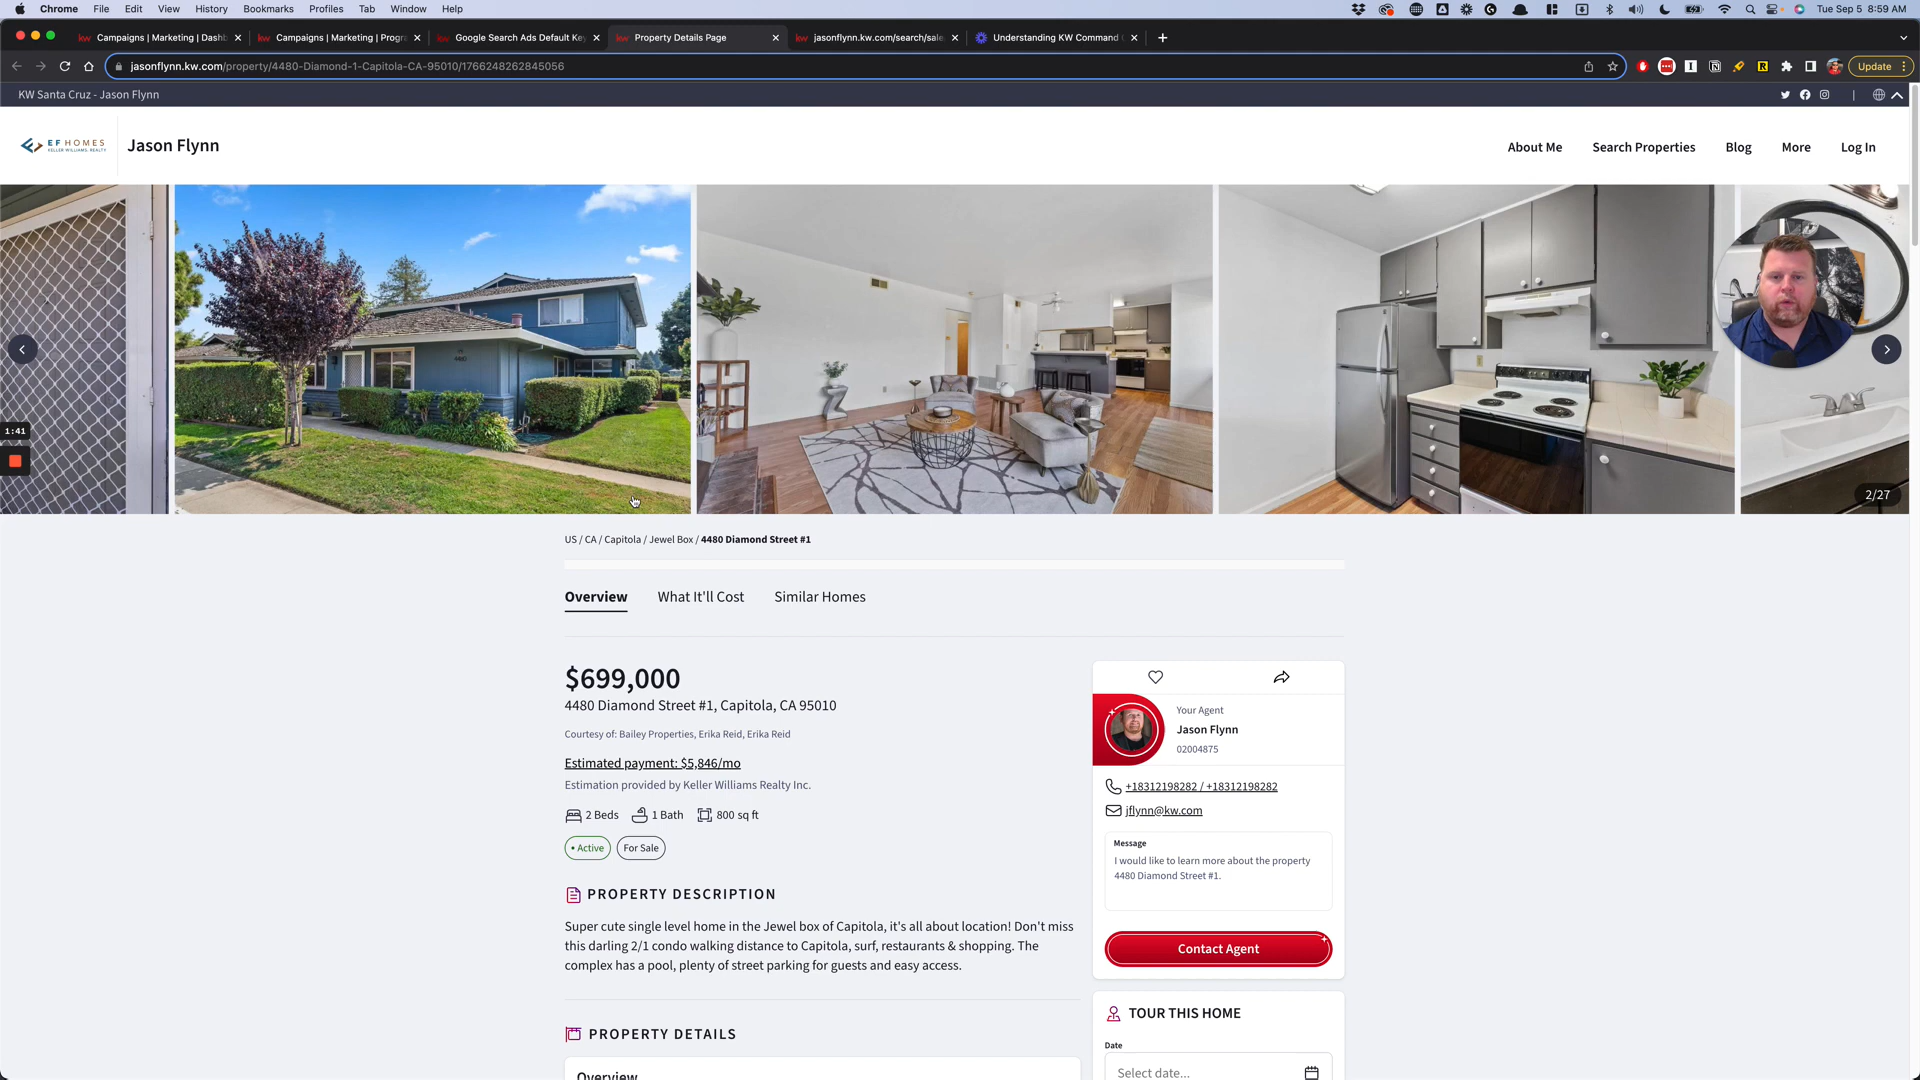 Chrome File Edit View History Bookmarks Profiles Tab Window Help Tue Sep 5 8:59 AM
Campaigns | Marketing | Dashb Campaigns | Marketing | Progra Google Search Ads Default Key Property Details Page jasonflynn.kw.com/search/sale Understanding KW Command
jasonflynn.kw.com/property/4480-Diamond-1-Capitola-CA-95010/1766248262845056 Update
KW Santa Cruz - Jason Flynn
EF HOMES
KELLER WILLIAMS. REALTY
Jason Flynn
About Me Search Properties Blog More Log In
4480
1:41
2/27
US / CA / Capitola / Jewel Box / 4480 Diamond Street #1
Overview What It'll Cost Similar Homes
$699,000
4480 Diamond Street #1, Capitola, CA 95010
Courtesy of: Bailey Properties, Erika Reid, Erika Reid
Estimated payment: $5,846/mo
Estimation provided by Keller Williams Realty Inc.
2 Beds 1 Bath 800 sq ft
• Active For Sale
PROPERTY DESCRIPTION
Super cute single level home in the Jewel box of Capitola, it's all about location! Don't miss
this darling 2/1 condo walking distance to Capitola, surf, restaurants & shopping. The
complex has a pool, plenty of street parking for guests and easy access.
PROPERTY DETAILS
Overview
Your Agent
Jason Flynn
02004875
+18312198282 / +18312198282
jflynn@kw.com
Message
I would like to learn more about the property
4480 Diamond Street #1.
Contact Agent
TOUR THIS HOME
Date
Select date...